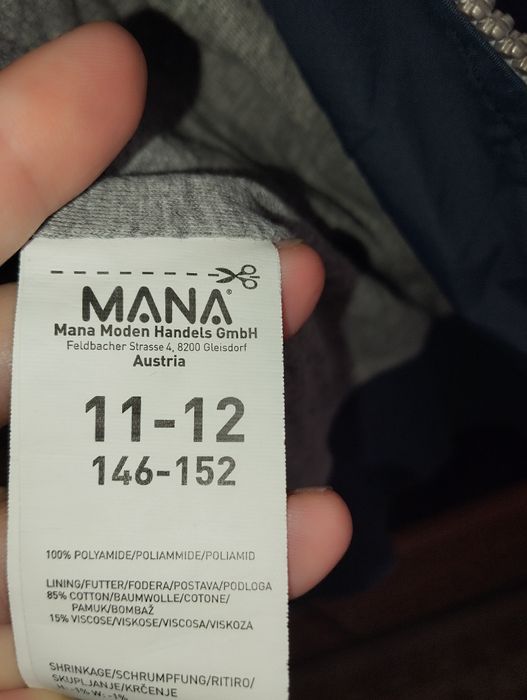 MANA®
Mana Moden Handels GmbH
Feldbacher Strasse 4, 8200 Gleisdorf
Austria
11-12
146-152
100% POLYAMIDE/POLIAMMIDE/POLIAMID
LINING/FUTTER/FODERA/POSTAVA/PODLOGA
85% COTTON/BAUMWOLLE/COTONE/
PAMUK/BOMBAŽ
15% VISCOSE/VISKOSE/VISCOSA/VISKOZA
SHRINKAGE/SCHRUMPFUNG/RITIRO/
SKUPLJANJE/KRČENJE